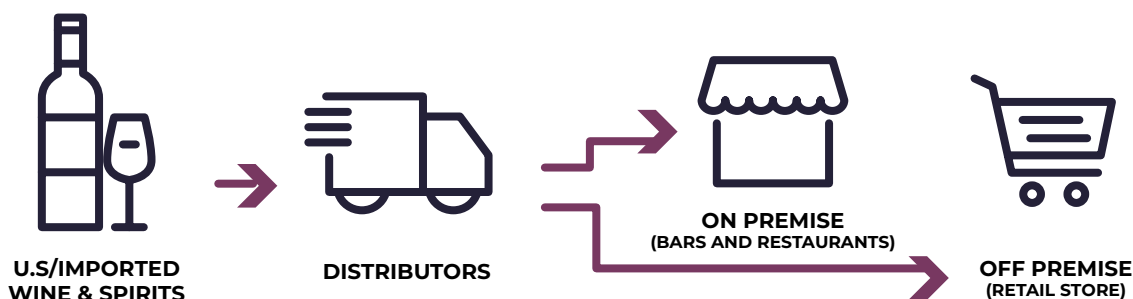 U.S/IMPORTED
WINE & SPIRITS
DISTRIBUTORS
ON PREMISE
(BARS AND RESTAURANTS)
OFF PREMISE
(RETAIL STORE)